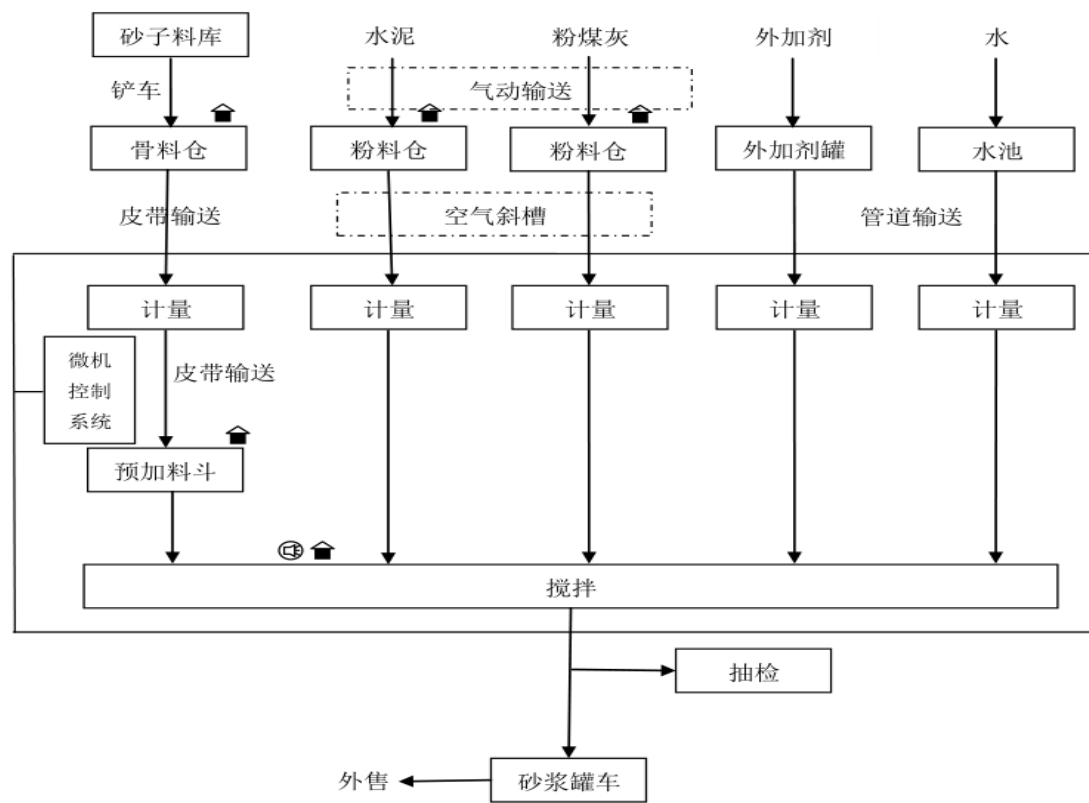 砂子料库
水泥
粉煤灰
外加剂
水
铲车
气动输送
骨料仓
粉料仓
粉料仓
外加剂罐
水池
皮带输送
空气斜槽
管道输送
计量
计量
计量
计量
计量
微机
控制
系统
皮带输送
预加料斗
搅拌
抽检
砂浆罐车
外售